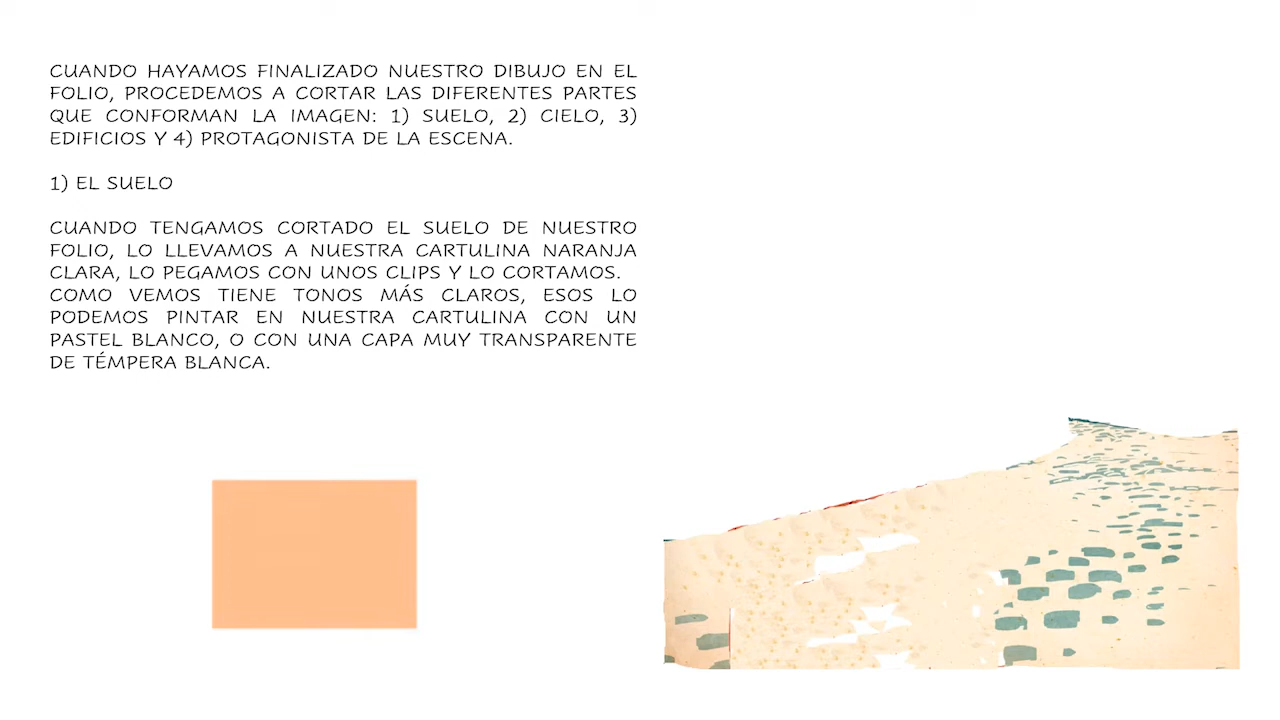 CUANDO HAYAMOS FINALIZADO NUESTRO DIBUJO EN EL
FOLIO, PROCEDEMOS A CORTAR LAS DIFERENTES PARTES
QUE CONFORMAN LA IMAGEN: 1) SUELO, 2) CIELO, 3)
EDIFICIOS Y 4) PROTAGONISTA DE LA ESCENA.
1) EL SUELO
CUANDO TENGAMOS CORTADO EL SUELO DE NUESTRO
FOLIO, LO LLEVAMOS A NUESTRA CARTULINA NARANJA
CLARA, LO PEGAMOS CON UNOS CLIPS Y LO CORTAMOS.
COMO VEMOS TIENE TONOS MÁS CLAROS, ESOS LO
PODEMOS PINTAR EN NUESTRA CARTULINA CON UN
PASTEL BLANCO, O CON UNA CAPA MUY TRANSPARENTE
DE TÉMPERA BLANCA.